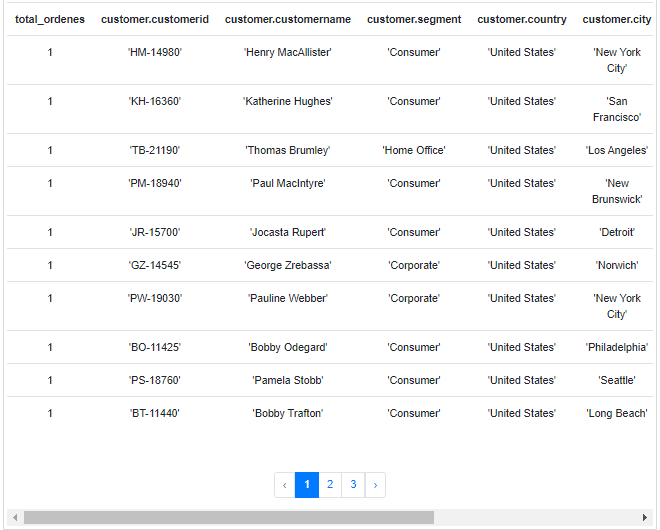 total_ordenes customer.customerid customer.customername customer.segment customer.country customer.city
1 'HM-14980' 'Henry MacAllister' 'Consumer' 'United States' 'New York
City'
1 'KH-16360' 'Katherine Hughes' 'Consumer' 'United States' 'San
Francisco'
1 'TB-21190' 'Thomas Brumley' 'Home Office' 'United States' 'Los Angeles'
1 'PM-18940' 'Paul MacIntyre' 'Consumer' 'United States' 'New
Brunswick'
1 'JR-15700' 'Jocasta Rupert' 'Consumer' 'United States' 'Detroit'
1 'GZ-14545' 'George Zrebassa' 'Corporate' 'United States' 'Norwich'
1 'PW-19030' 'Pauline Webber' 'Corporate' 'United States' 'New York
City'
1 'BO-11425' 'Bobby Odegard' 'Consumer' 'United States' 'Philadelphia'
1 'PS-18760' 'Pamela Stobb' 'Consumer' 'United States' 'Seattle'
1 'BT-11440' 'Bobby Trafton' 'Consumer' 'United States' 'Long Beach'
‹ 1 2 3 ›